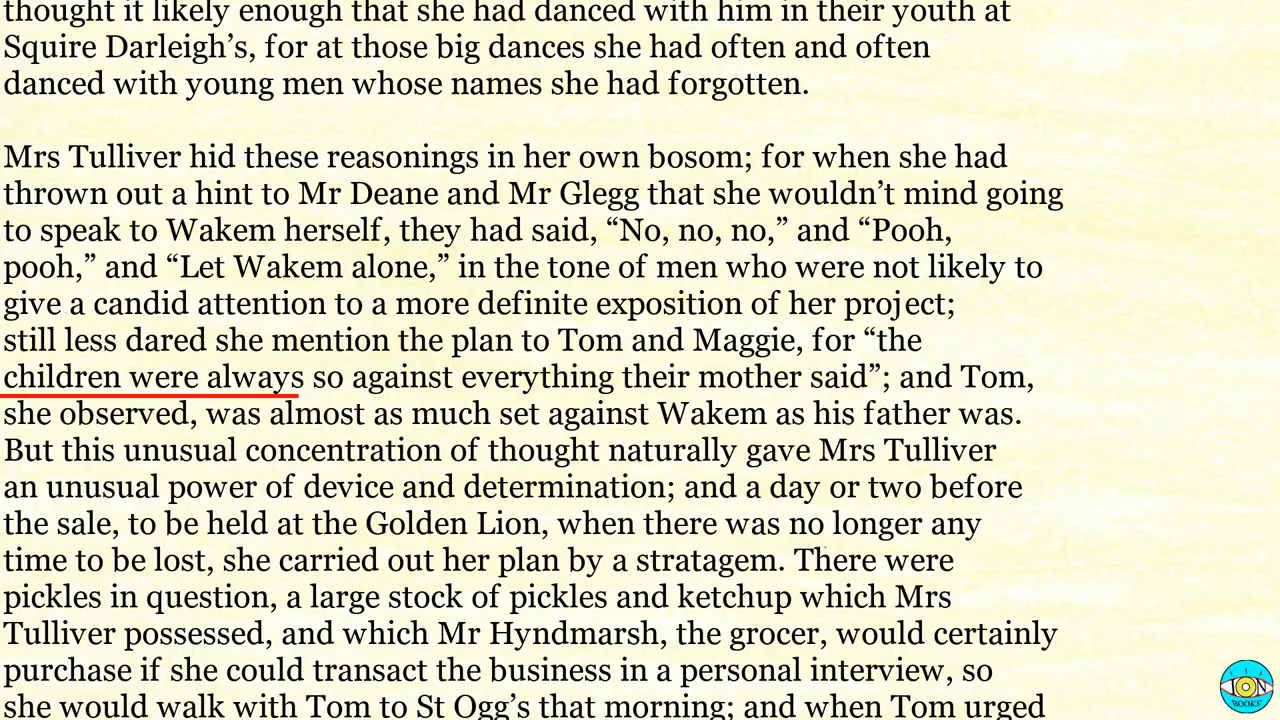 thought it likely enough that she had danced with him in their youth at
Squire Darleigh’s, for at those big dances she had often and often
danced with young men whose names she had forgotten.
Mrs Tulliver hid these reasonings in her own bosom; for when she had
thrown out a hint to Mr Deane and Mr Glegg that she wouldn’t mind going
to speak to Wakem herself, they had said, “No, no, no,” and “Pooh,
pooh,” and “Let Wakem alone,” in the tone of men who were not likely to
give a candid attention to a more definite exposition of her project;
still less dared she mention the plan to Tom and Maggie, for “the
children were always so against everything their mother said”; and Tom,
she observed, was almost as much set against Wakem as his father was.
But this unusual concentration of thought naturally gave Mrs Tulliver
an unusual power of device and determination; and a day or two before
the sale, to be held at the Golden Lion, when there was no longer any
time to be lost, she carried out her plan by a stratagem. There were
pickles in question, a large stock of pickles and ketchup which Mrs
Tulliver possessed, and which Mr Hyndmarsh, the grocer, would certainly
purchase if she could transact the business in a personal interview, so
she would walk with Tom to St Ogg’s that morning; and when Tom urged
ION
BOOKS